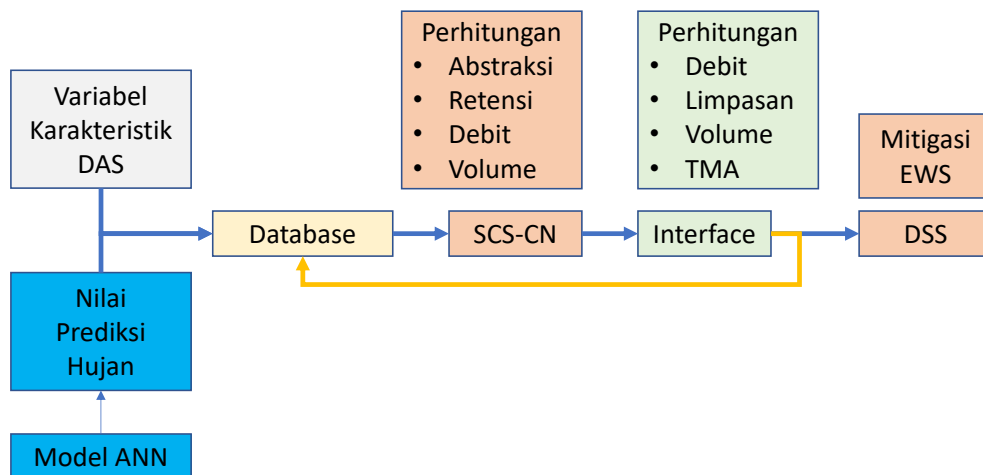 Variabel
Karakteristik
DAS
Perhitungan
• Abstraksi
• Retensi
• Debit
• Volume
Perhitungan
• Debit
• Limpasan
• Volume
• TMA
Mitigasi
EWS
Database
SCS-CN
Interface
DSS
Nilai
Prediksi
Hujan
Model ANN